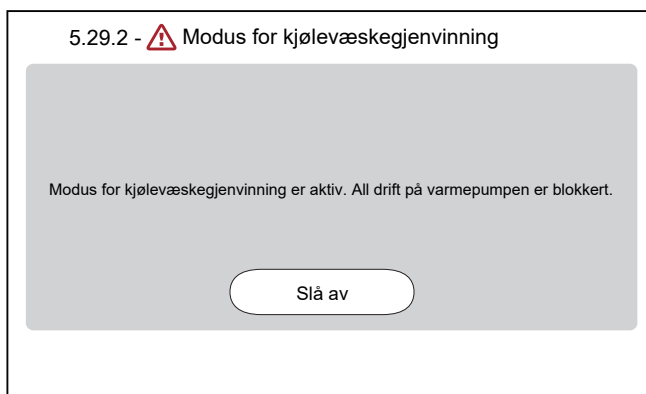 5.29.2 - Modus for kjølevæskegjenvinning
Modus for kjølevæskegjenvinning er aktiv. All drift på varmepumpen er blokkert.
Slå av